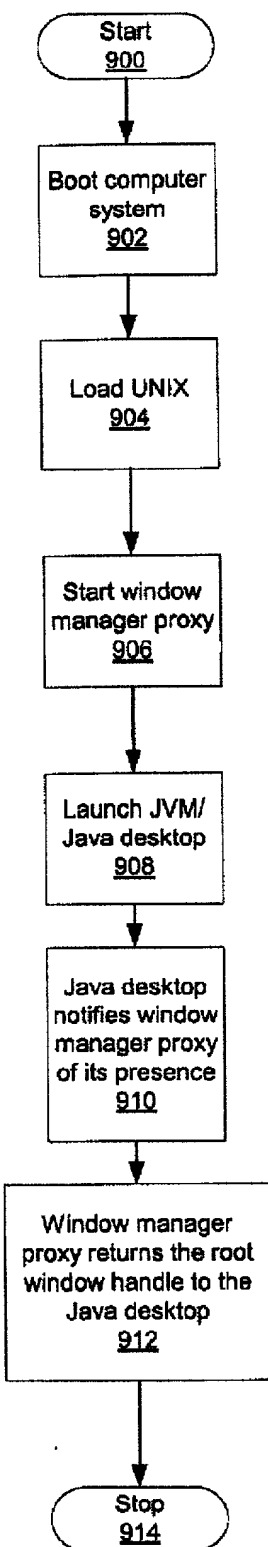 Start
900
Boot computer
system
902
Load UNIX
904
Start window
manager proxy
906
Launch JVM/
Java desktop
908
Java desktop
notifies window
manager proxy
of its presence
910
Window manager
proxy returns the root
window handle to the
Java desktop
912
Stop
914